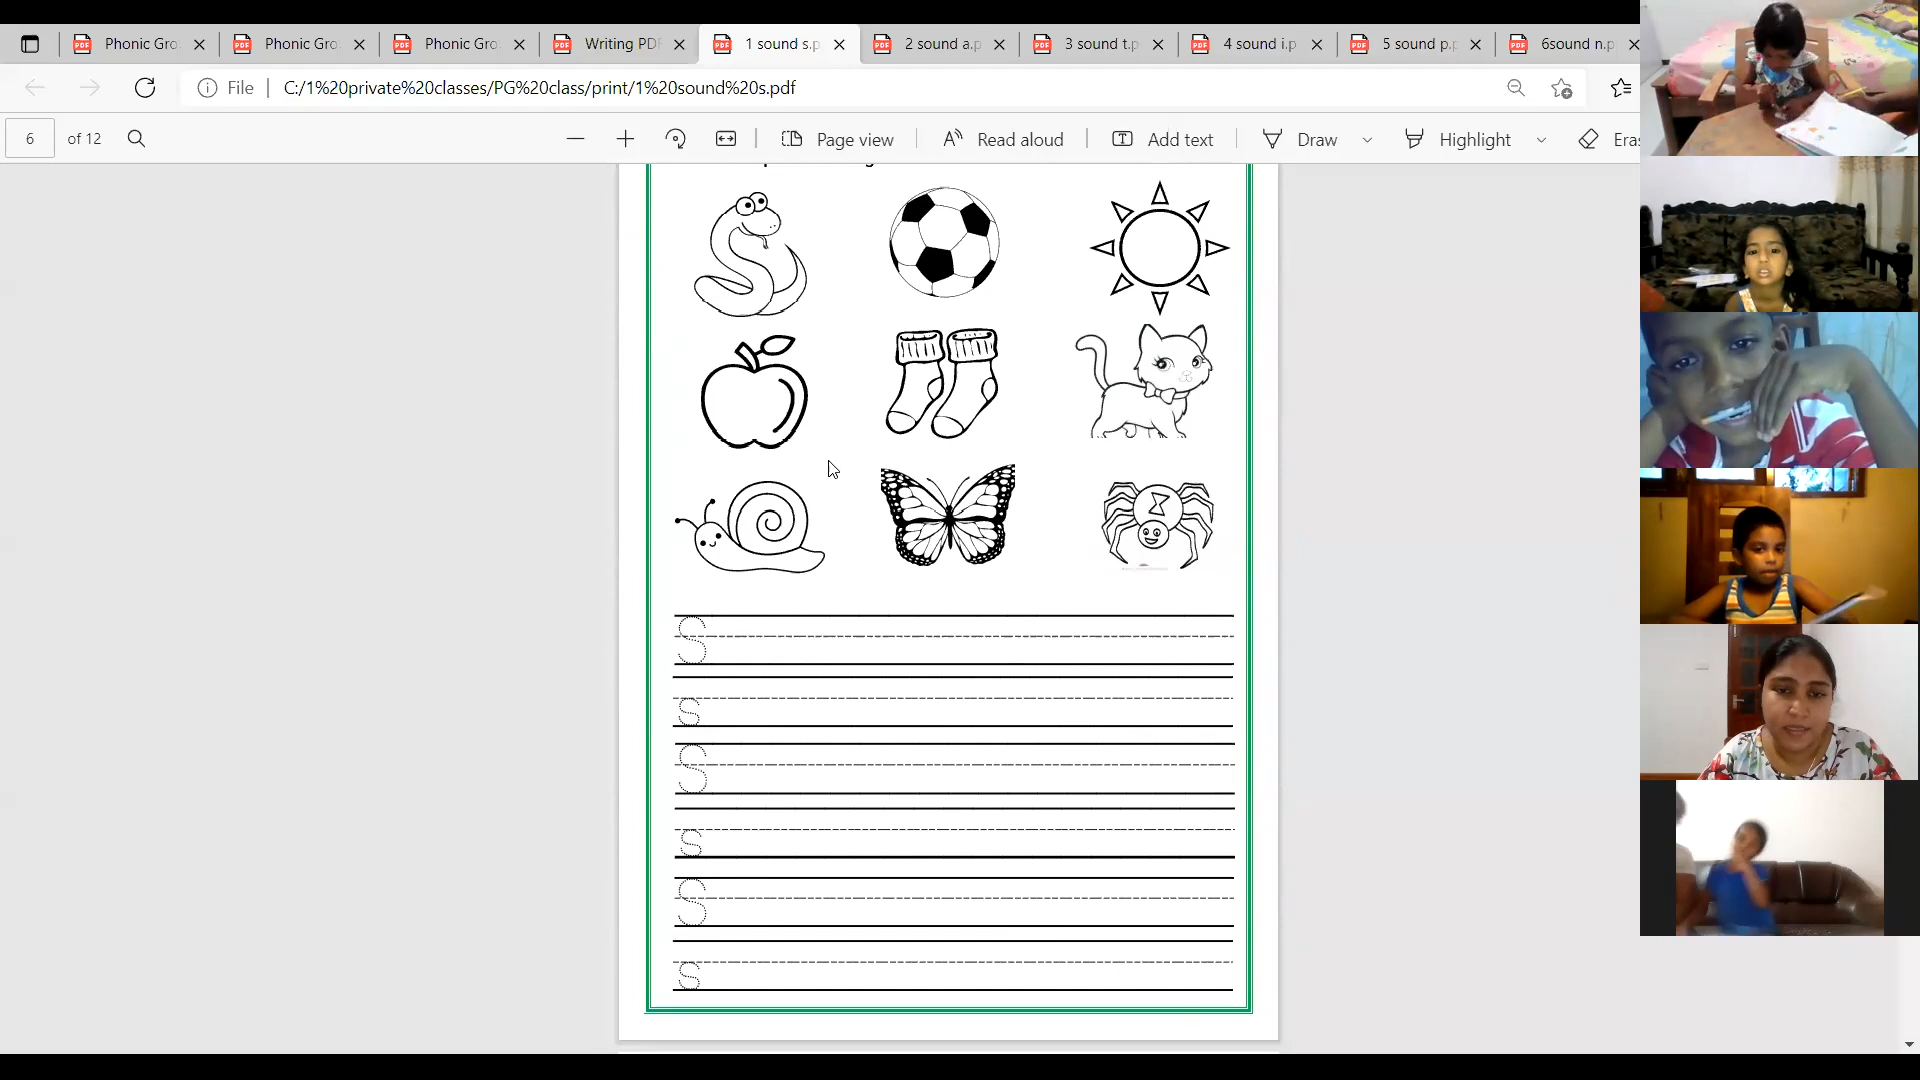 Phonic Gro
Phonic Gro
Phonic Gro
Writing PDF
1 sound s.p
2 sound a.p
3 sound t.p
4 sound i.p
5 sound p.p
6sound n.p
File
C:/1%20private%20classes/PG%20class/print/1%20sound%20s.pdf
6 of 12
Page view
Read aloud
Add text
Draw
Highlight
Eras
S
s
S
s
S
s